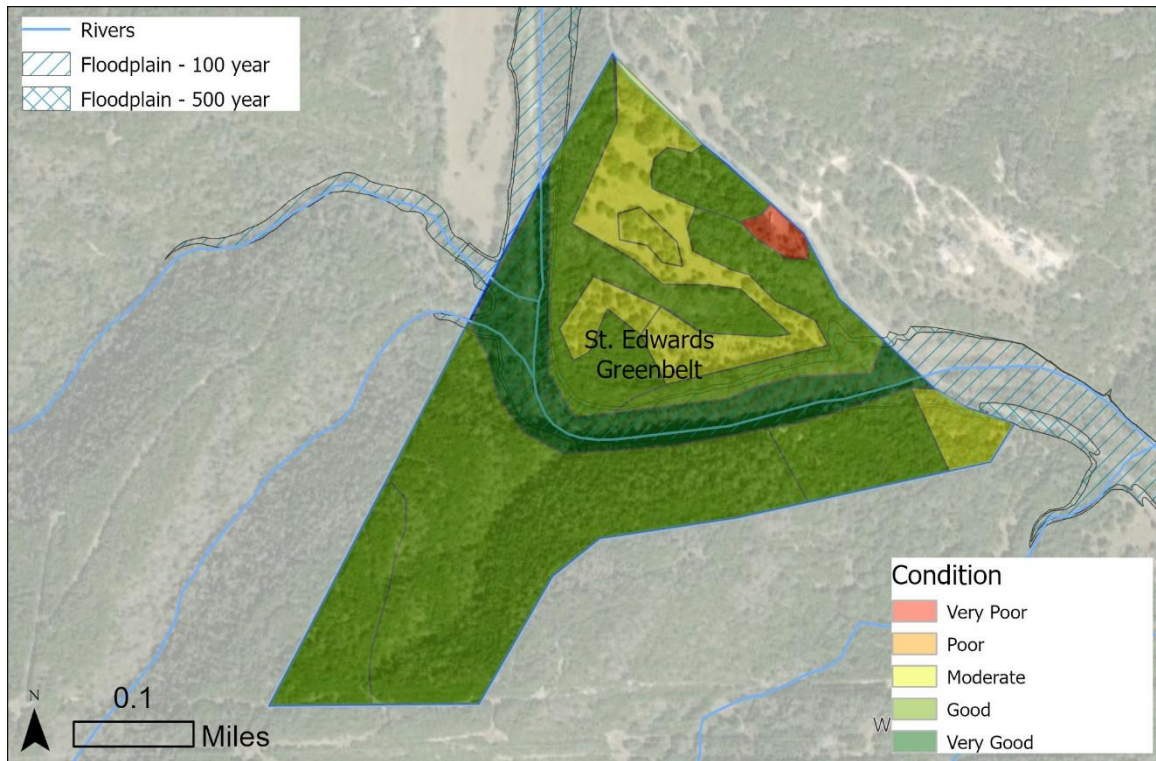 Rivers
Floodplain - 100 year
Floodplain - 500 year
St. Edwards
Greenbelt
Condition
Very Poor
Poor
Moderate
Good
Very Good
W
N
0.1
Miles